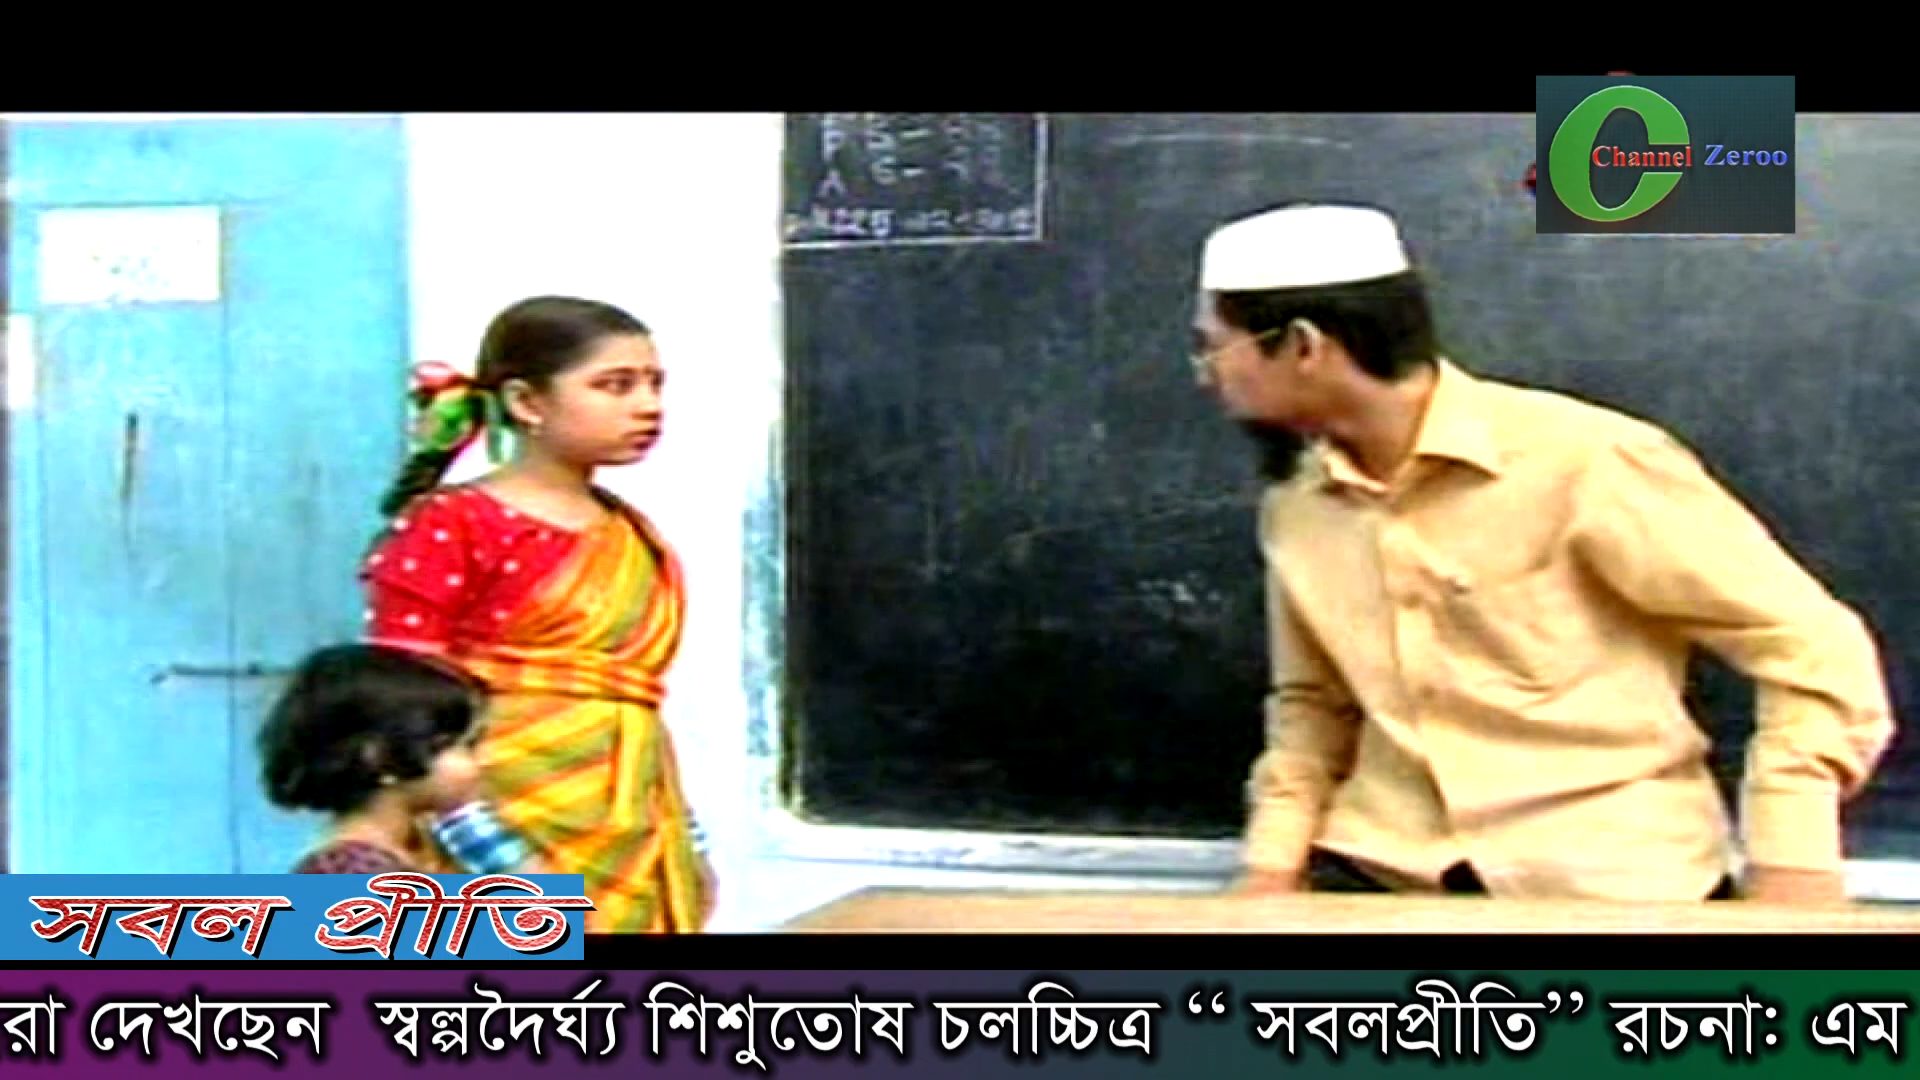 Channel Zeroo
সবল প্রীতি
রা দেখছেন স্বল্পদৈর্ঘ্য শিশুতোষ চলচ্চিত্র “ সবলপ্রীতি” রচনা: এম